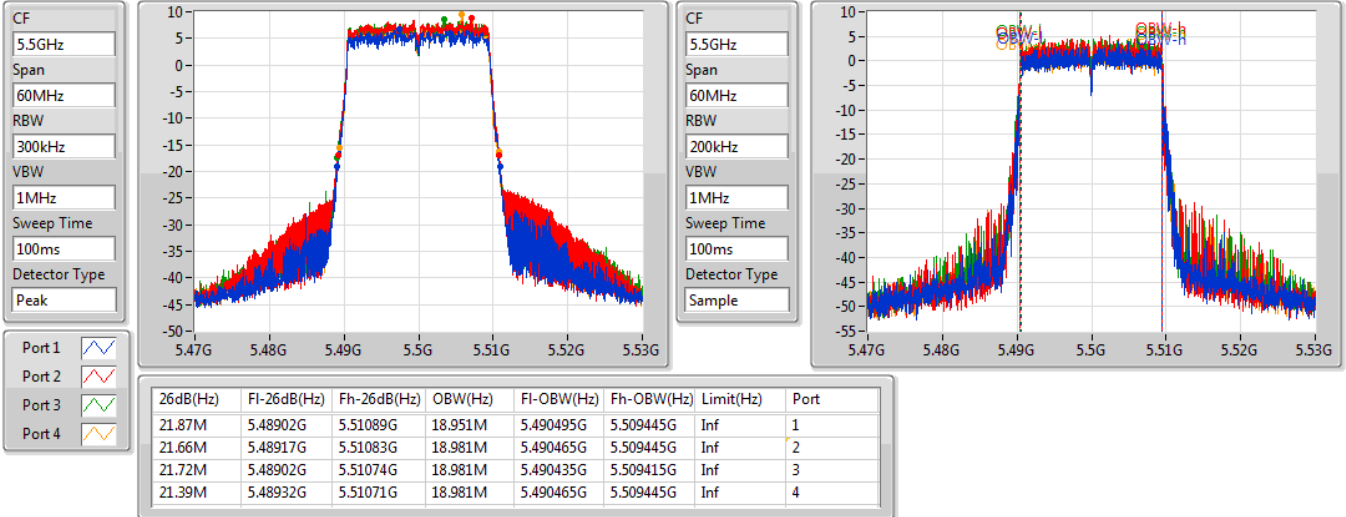 CF
5.5GHz
Span
60MHz
RBW
300kHz
VBW
1MHz
Sweep Time
100ms
Detector Type
Peak
10
5
0
-5
-10
-15
-20
-25
-30
-35
-40
-45
-50
5.47G 5.48G 5.49G 5.5G 5.51G 5.52G 5.53G
CF
5.5GHz
Span
60MHz
RBW
200kHz
VBW
1MHz
Sweep Time
100ms
Detector Type
Sample
10
5
0
-5
-10
-15
-20
-25
-30
-35
-40
-45
-50
-55
OBW-l OBW-h
5.47G 5.48G 5.49G 5.5G 5.51G 5.52G 5.53G
Port 1
Port 2
Port 3
Port 4
26dB(Hz) Fl-26dB(Hz) Fh-26dB(Hz) OBW(Hz) Fl-OBW(Hz) Fh-OBW(Hz) Limit(Hz) Port
21.87M 5.48902G 5.51089G 18.951M 5.490495G 5.509445G Inf 1
21.66M 5.48917G 5.51083G 18.981M 5.490465G 5.509445G Inf 2
21.72M 5.48902G 5.51074G 18.981M 5.490435G 5.509415G Inf 3
21.39M 5.48932G 5.51071G 18.981M 5.490465G 5.509445G Inf 4